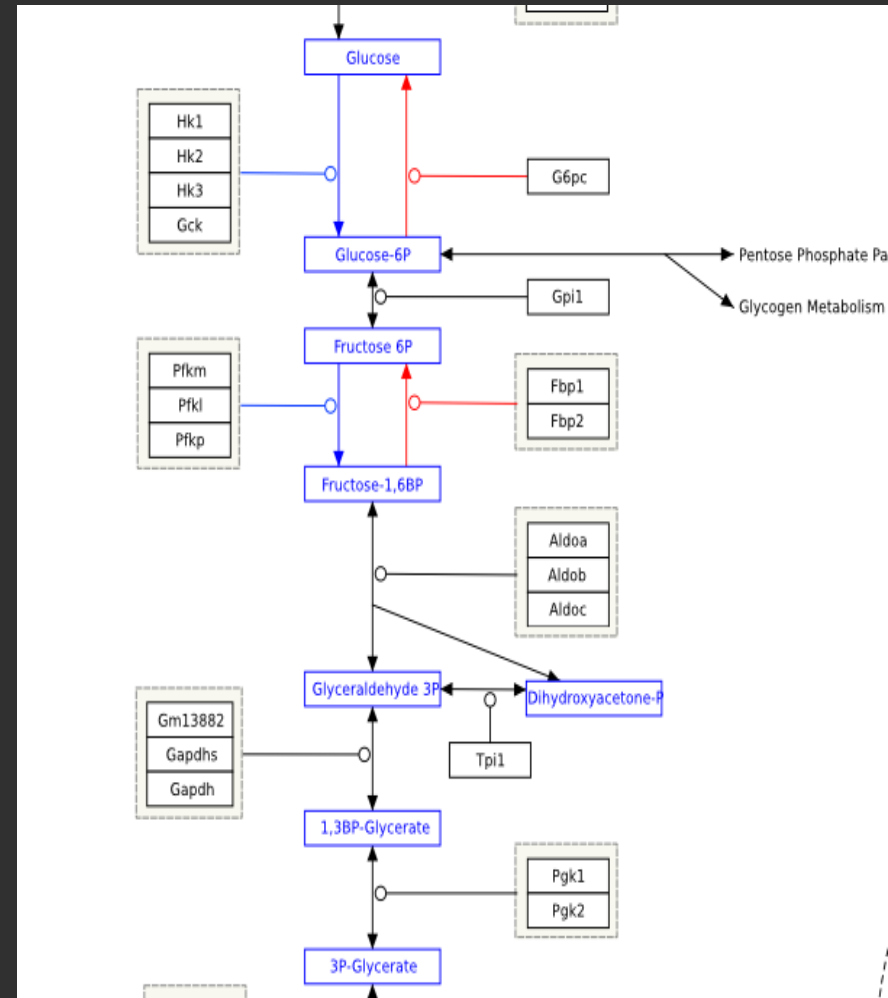 Glucose
Hk1
Hk2
Hk3
Gck
G6pc
Glucose-6P
Pentose Phosphate Pa
Glycogen Metabolism
Gpi1
Fructose 6P
Pfkm
Pfkl
Pfkp
Fbp1
Fbp2
Fructose-1,6BP
Aldoa
Aldob
Aldoc
Glyceraldehyde 3P
Dihydroxyacetone-P
Gm13882
Gapdhs
Gapdh
Tpi1
1,3BP-Glycerate
Pgk1
Pgk2
3P-Glycerate